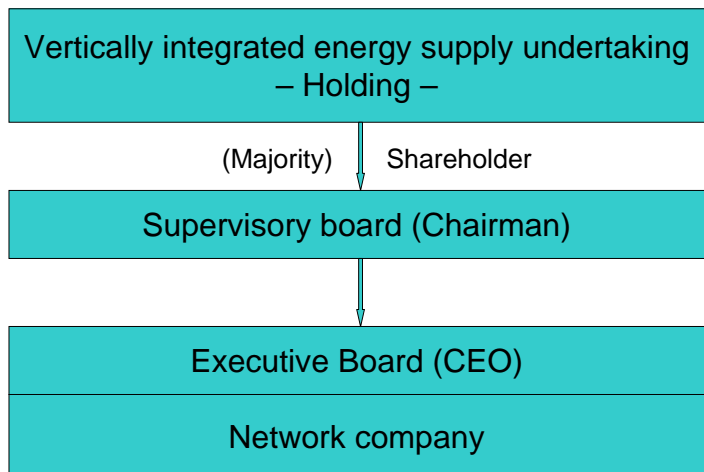 Vertically integrated energy supply undertaking
– Holding –
(Majority) Shareholder
Supervisory board (Chairman)
Executive Board (CEO)
Network company